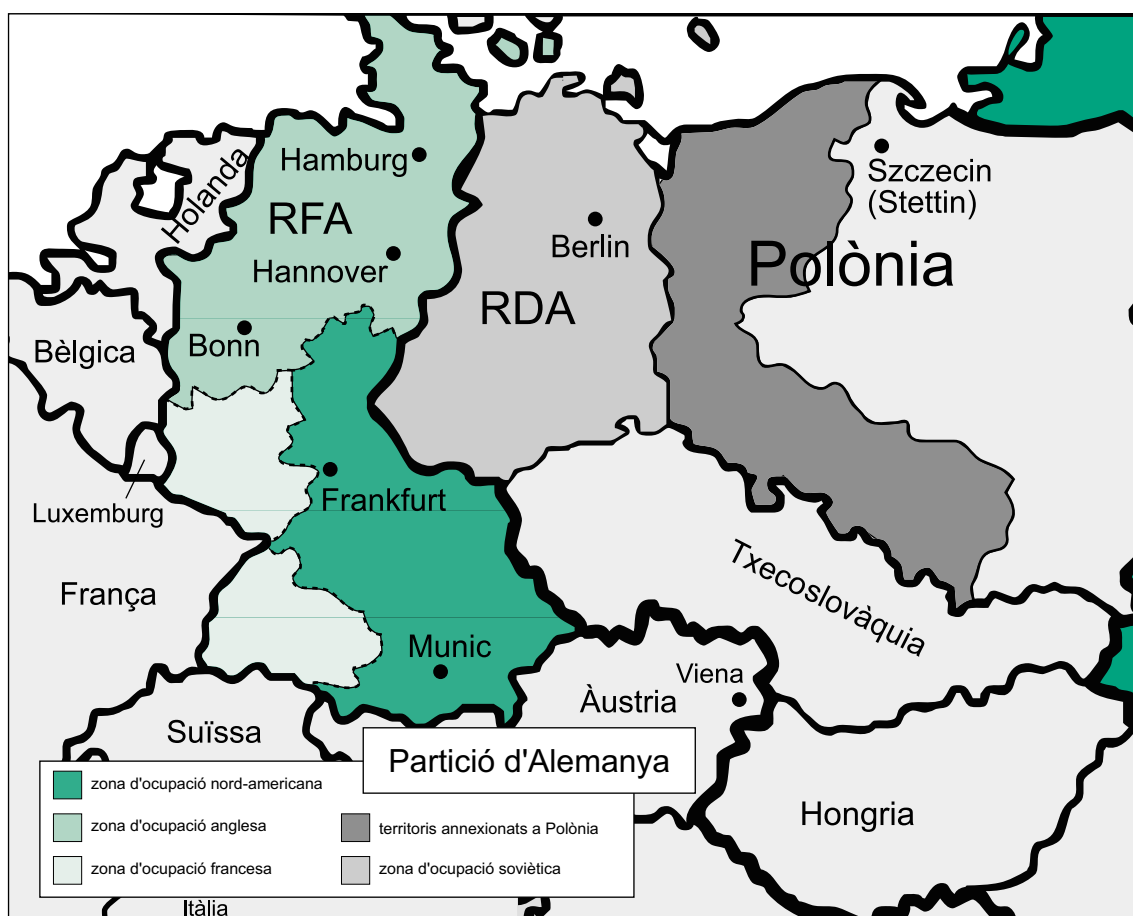 Hamburg
Holanda
RFA
Hannover
Szczecin
(Stettin)
Berlin
Polònia
RDA
Bonn
Bèlgica
Luxemburg
Frankfurt
França
Txecoslovàquia
Munic
Viena
Àustria
Suïssa
Partició d'Alemanya
Hongria
zona d'ocupació nord-americana
zona d'ocupació anglesa
zona d'ocupació francesa
territoris annexionats a Polònia
zona d'ocupació soviètica
Itàlia